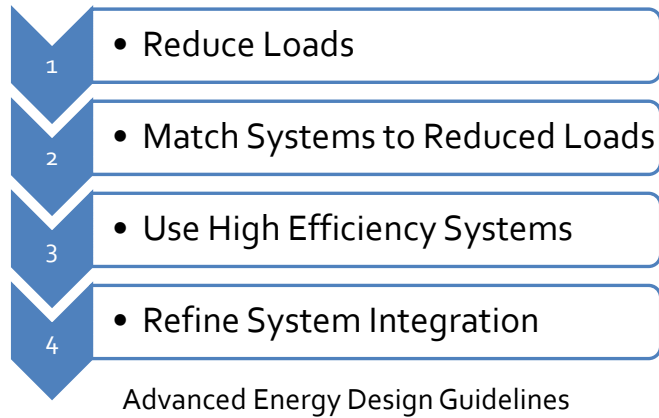 1
• Reduce Loads
2
• Match Systems to Reduced Loads
3
• Use High Efficiency Systems
4
• Refine System Integration
Advanced Energy Design Guidelines